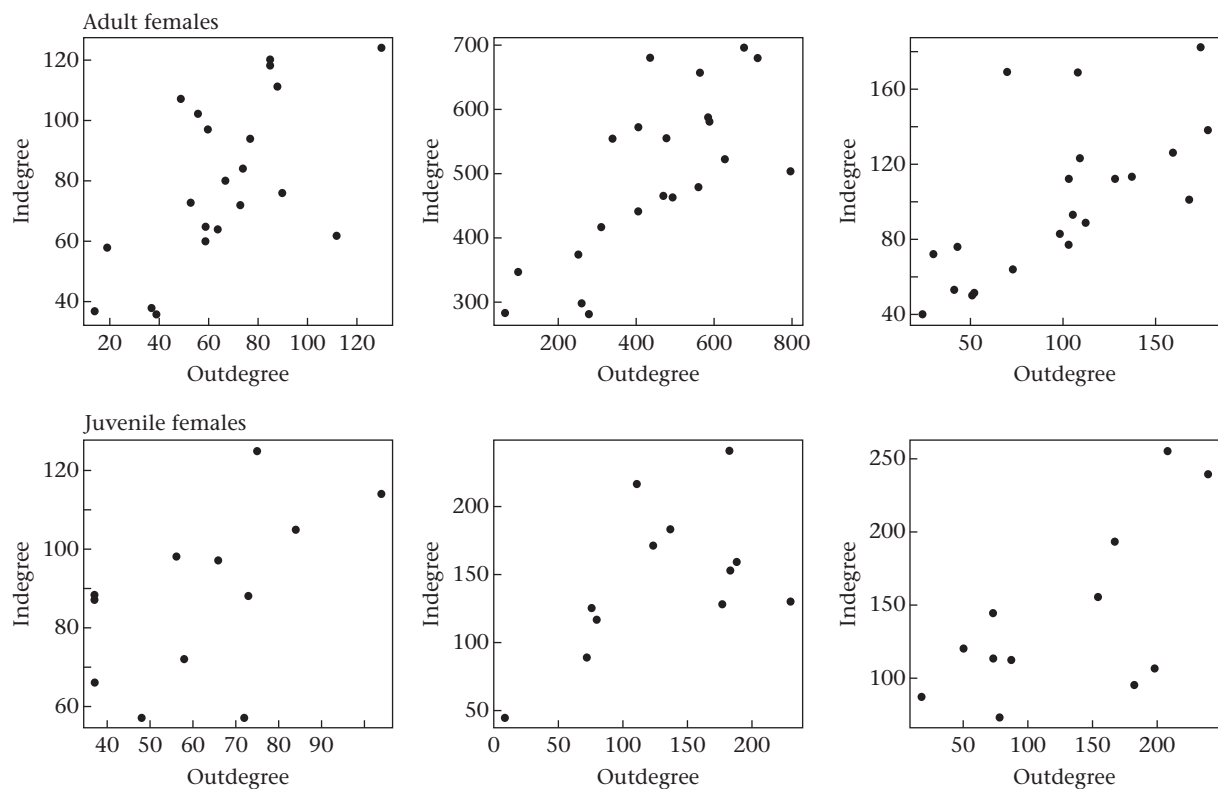 Adult females
Indegree
120
100
80
60
40
20 40 60 80 100 120
Outdegree
Indegree
700
600
500
400
300
200 400 600 800
Outdegree
Indegree
160
120
80
40
50 100 150
Outdegree
Juvenile females
Indegree
120
100
80
60
40 50 60 70 80 90
Outdegree
Indegree
200
150
100
50
0 50 100 150 200
Outdegree
Indegree
250
200
150
100
50 100 150 200
Outdegree